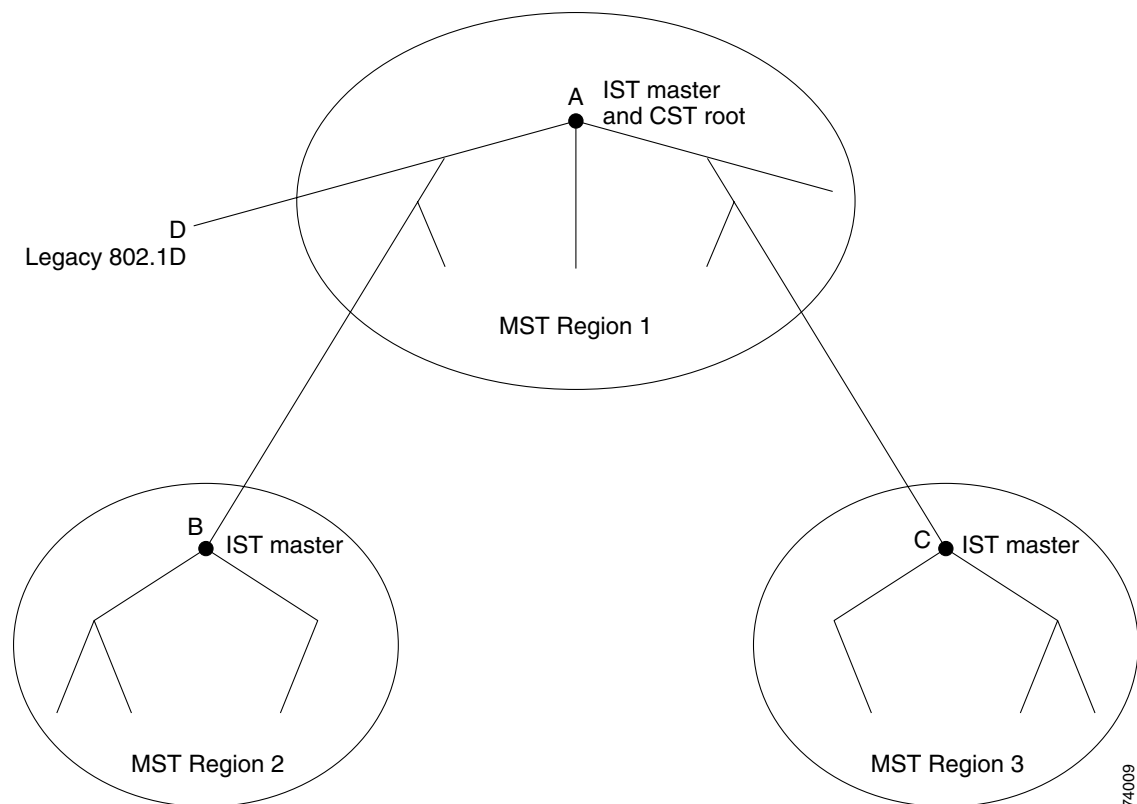 A
IST master
and CST root
D
Legacy 802.1D
MST Region 1
B
IST master
C
IST master
MST Region 2
MST Region 3
74009